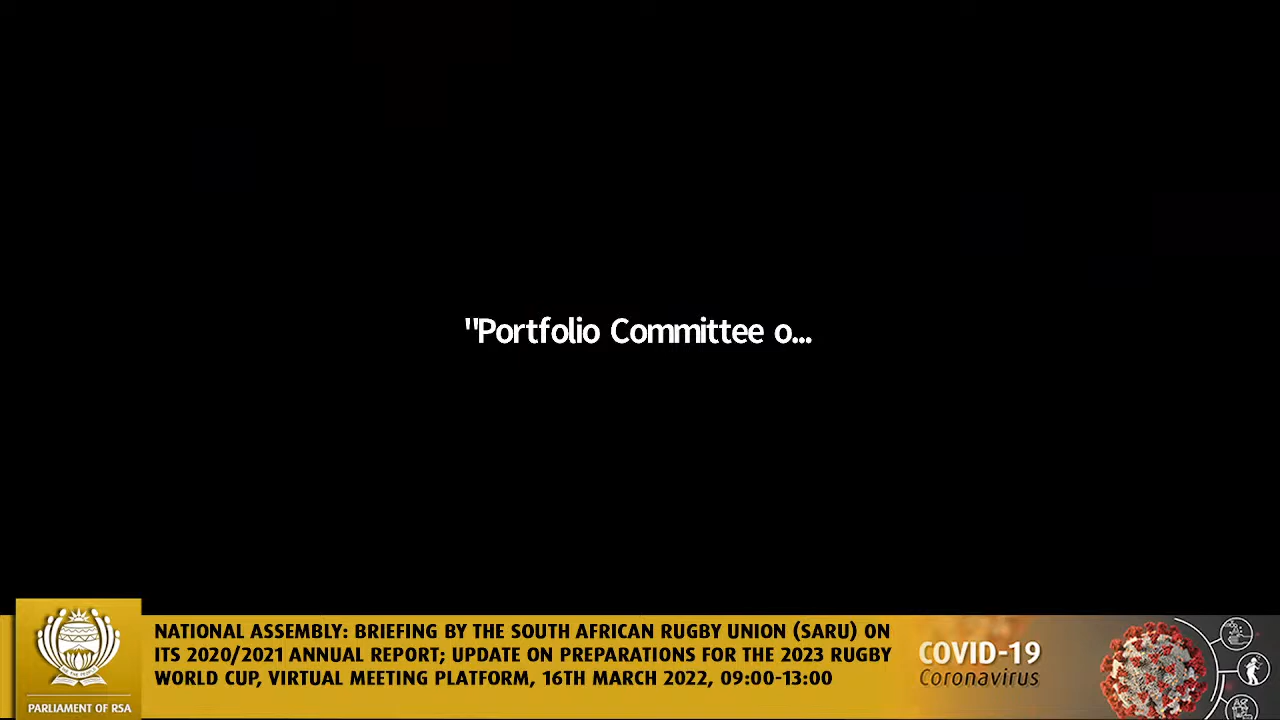 "Portfolio Committee o...
NATIONAL ASSEMBLY: BRIEFING BY THE SOUTH AFRICAN RUGBY UNION (SARU) ON
ITS 2020/2021 ANNUAL REPORT; UPDATE ON PREPARATIONS FOR THE 2023 RUGBY
WORLD CUP, VIRTUAL MEETING PLATFORM, 16TH MARCH 2022, 09:00-13:00
COVID-19
Coronavirus
PARLIAMENT OF RSA